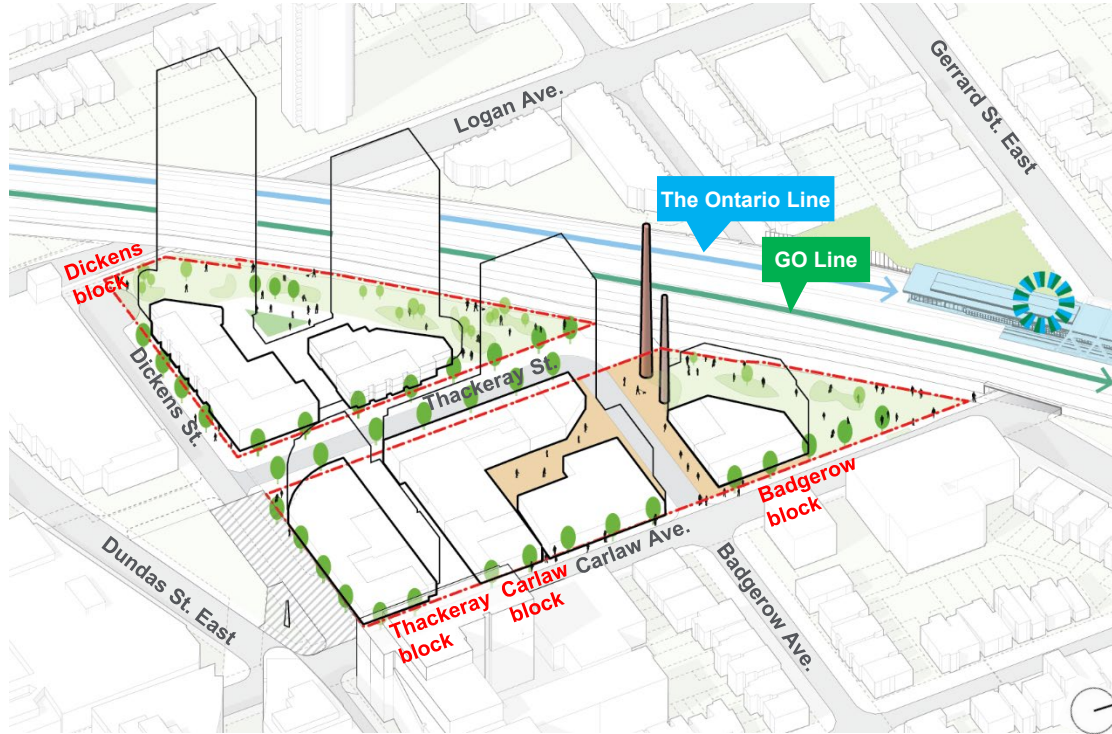 Logan Ave.
Gerrard St. East
The Ontario Line
GO Line
Dickens
block
Dickens St.
Thackeray St.
Badgerow
block
Carlaw Ave.
Carlaw
block
Thackeray
block
Badgerow Ave.
Dundas St. East